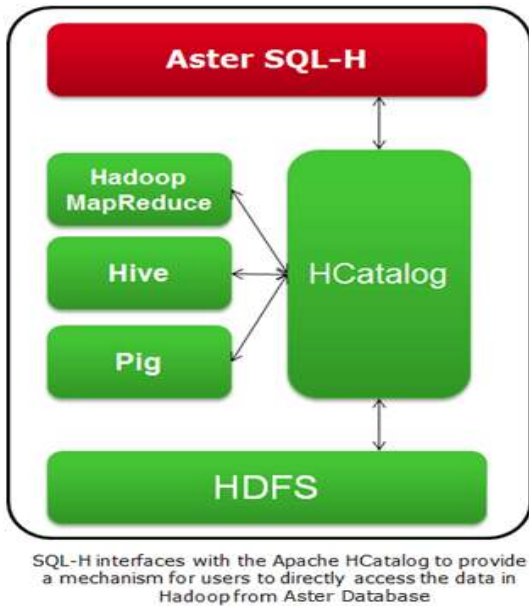 Aster SQL-H
Hadoop
MapReduce
Hive
Pig
HCatalog
HDFS
SQL-H interfaces with the Apache HCatalog to provide
a mechanism for users to directly access the data in
Hadoop from Aster Database